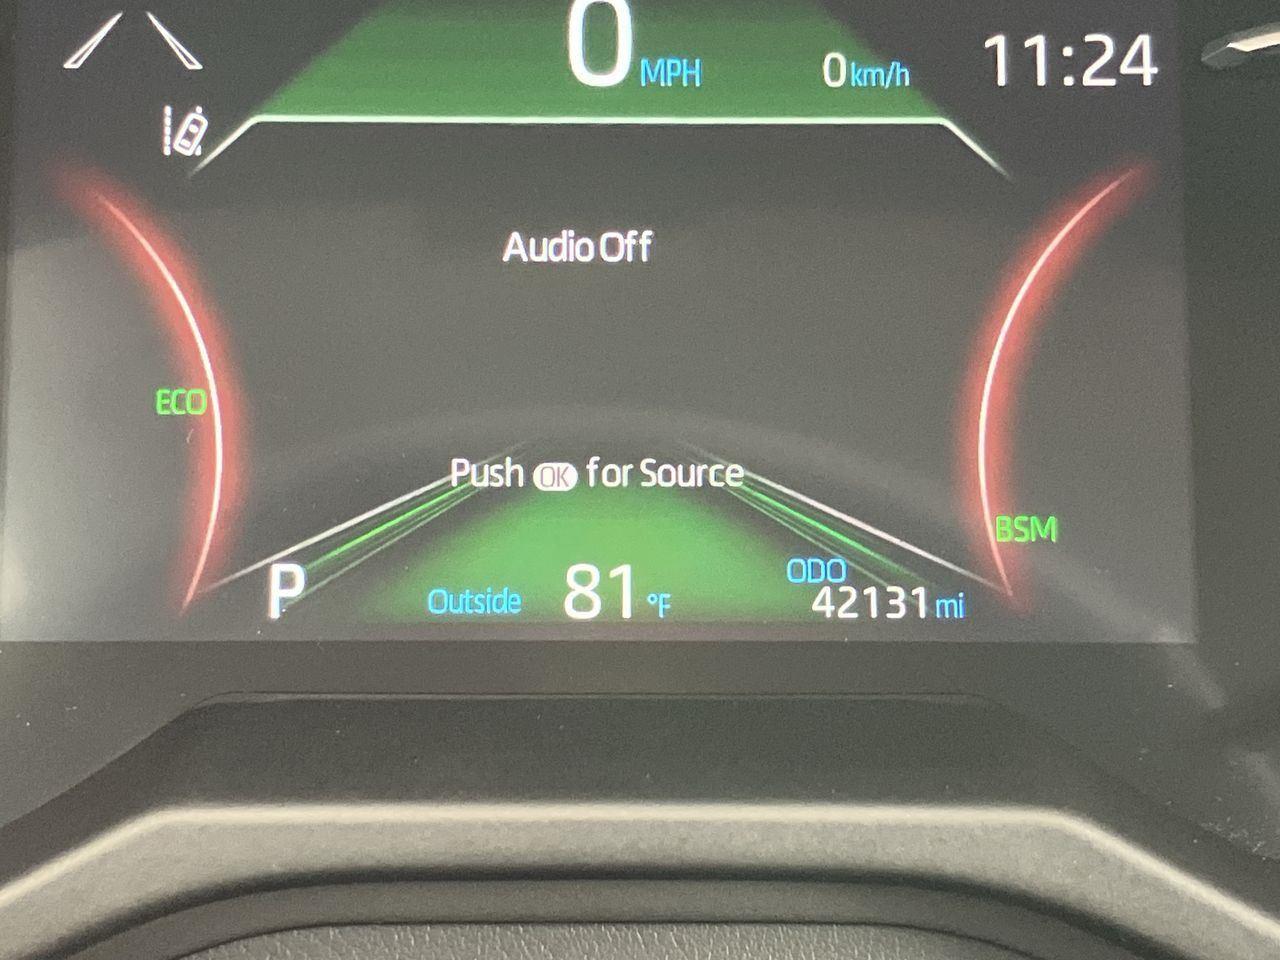 0 MPH 0 km/h 11:24
Audio Off
ECO
Push OK for Source
BSM
P Outside 81 °F ODO 42131 mi